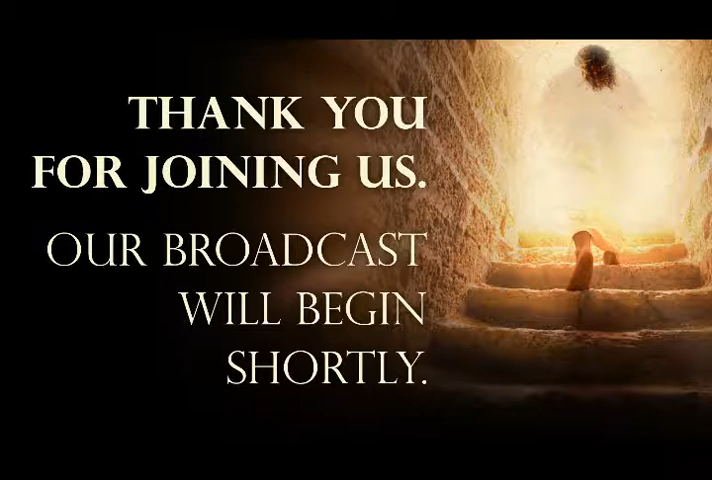 THANK YOU
FOR JOINING US.
OUR BROADCAST
WILL BEGIN
SHORTLY.